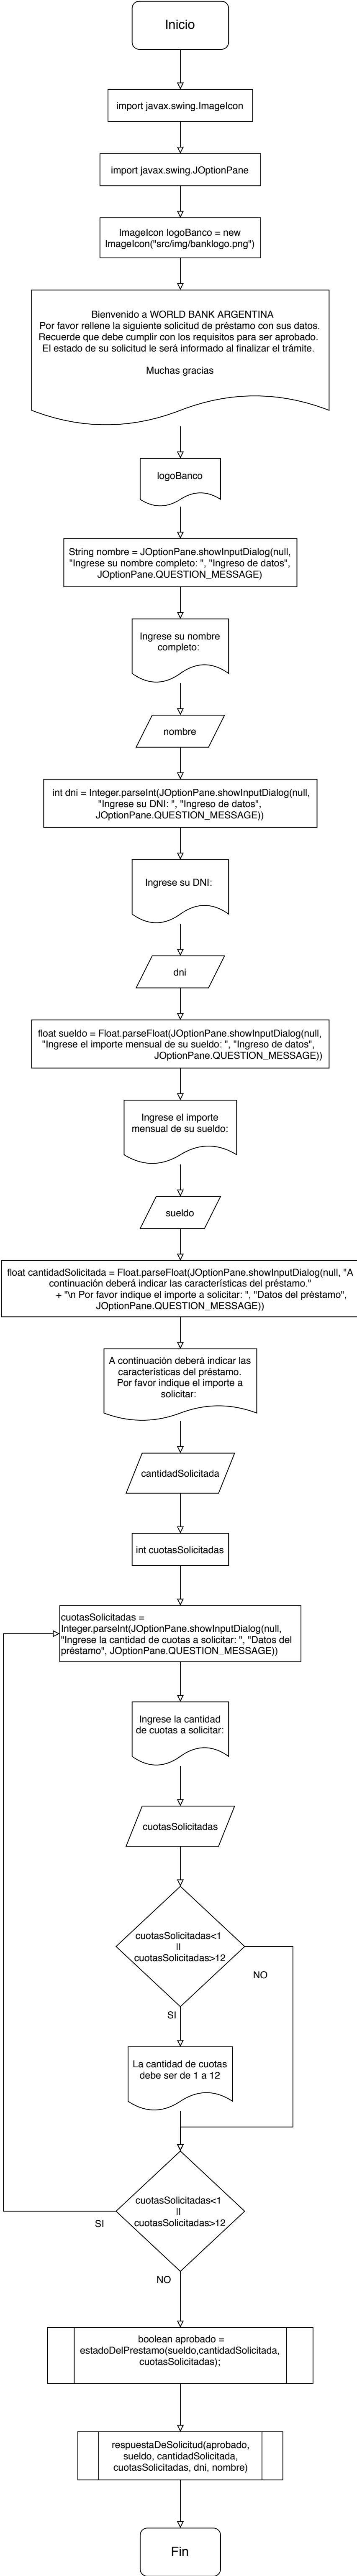 Inicio
import javax.swing.ImageIcon
import javax.swing.JOptionPane
ImageIcon logoBanco = new
ImageIcon("src/img/banklogo.png")
Bienvenido a WORLD BANK ARGENTINA
Por favor rellene la siguiente solicitud de préstamo con sus datos.
Recuerde que debe cumplir con los requisitos para ser aprobado.
El estado de su solicitud le será informado al finalizar el trámite.
Muchas gracias
logoBanco
String nombre = JOptionPane.showInputDialog(null,
"Ingrese su nombre completo: ", "Ingreso de datos",
JOptionPane.QUESTION_MESSAGE)
Ingrese su nombre
completo:
nombre
int dni = Integer.parseInt(JOptionPane.showInputDialog(null,
"Ingrese su DNI: ", "Ingreso de datos",
JOptionPane.QUESTION_MESSAGE))
Ingrese su DNI:
dni
float sueldo = Float.parseFloat(JOptionPane.showInputDialog(null,
"Ingrese el importe mensual de su sueldo: ", "Ingreso de datos",
JOptionPane.QUESTION_MESSAGE))
Ingrese el importe
mensual de su sueldo:
sueldo
float cantidadSolicitada = Float.parseFloat(JOptionPane.showInputDialog(null, "A
continuación deberá indicar las características del préstamo."
+ "\n Por favor indique el importe a solicitar: ", "Datos del préstamo",
JOptionPane.QUESTION_MESSAGE))
A continuación deberá indicar las
características del préstamo.
Por favor indique el importe a
solicitar:
cantidadSolicitada
int cuotasSolicitadas
cuotasSolicitadas =
Integer.parseInt(JOptionPane.showInputDialog(null,
"Ingrese la cantidad de cuotas a solicitar: ", "Datos del
préstamo", JOptionPane.QUESTION_MESSAGE))
Ingrese la cantidad
de cuotas a solicitar:
cuotasSolicitadas
cuotasSolicitadas<1
||
cuotasSolicitadas>12
NO
SI
La cantidad de cuotas
debe ser de 1 a 12
cuotasSolicitadas<1
||
cuotasSolicitadas>12
SI
NO
boolean aprobado =
estadoDelPrestamo(sueldo,cantidadSolicitada,
cuotasSolicitadas);
respuestaDeSolicitud(aprobado,
sueldo, cantidadSolicitada,
cuotasSolicitadas, dni, nombre)
Fin